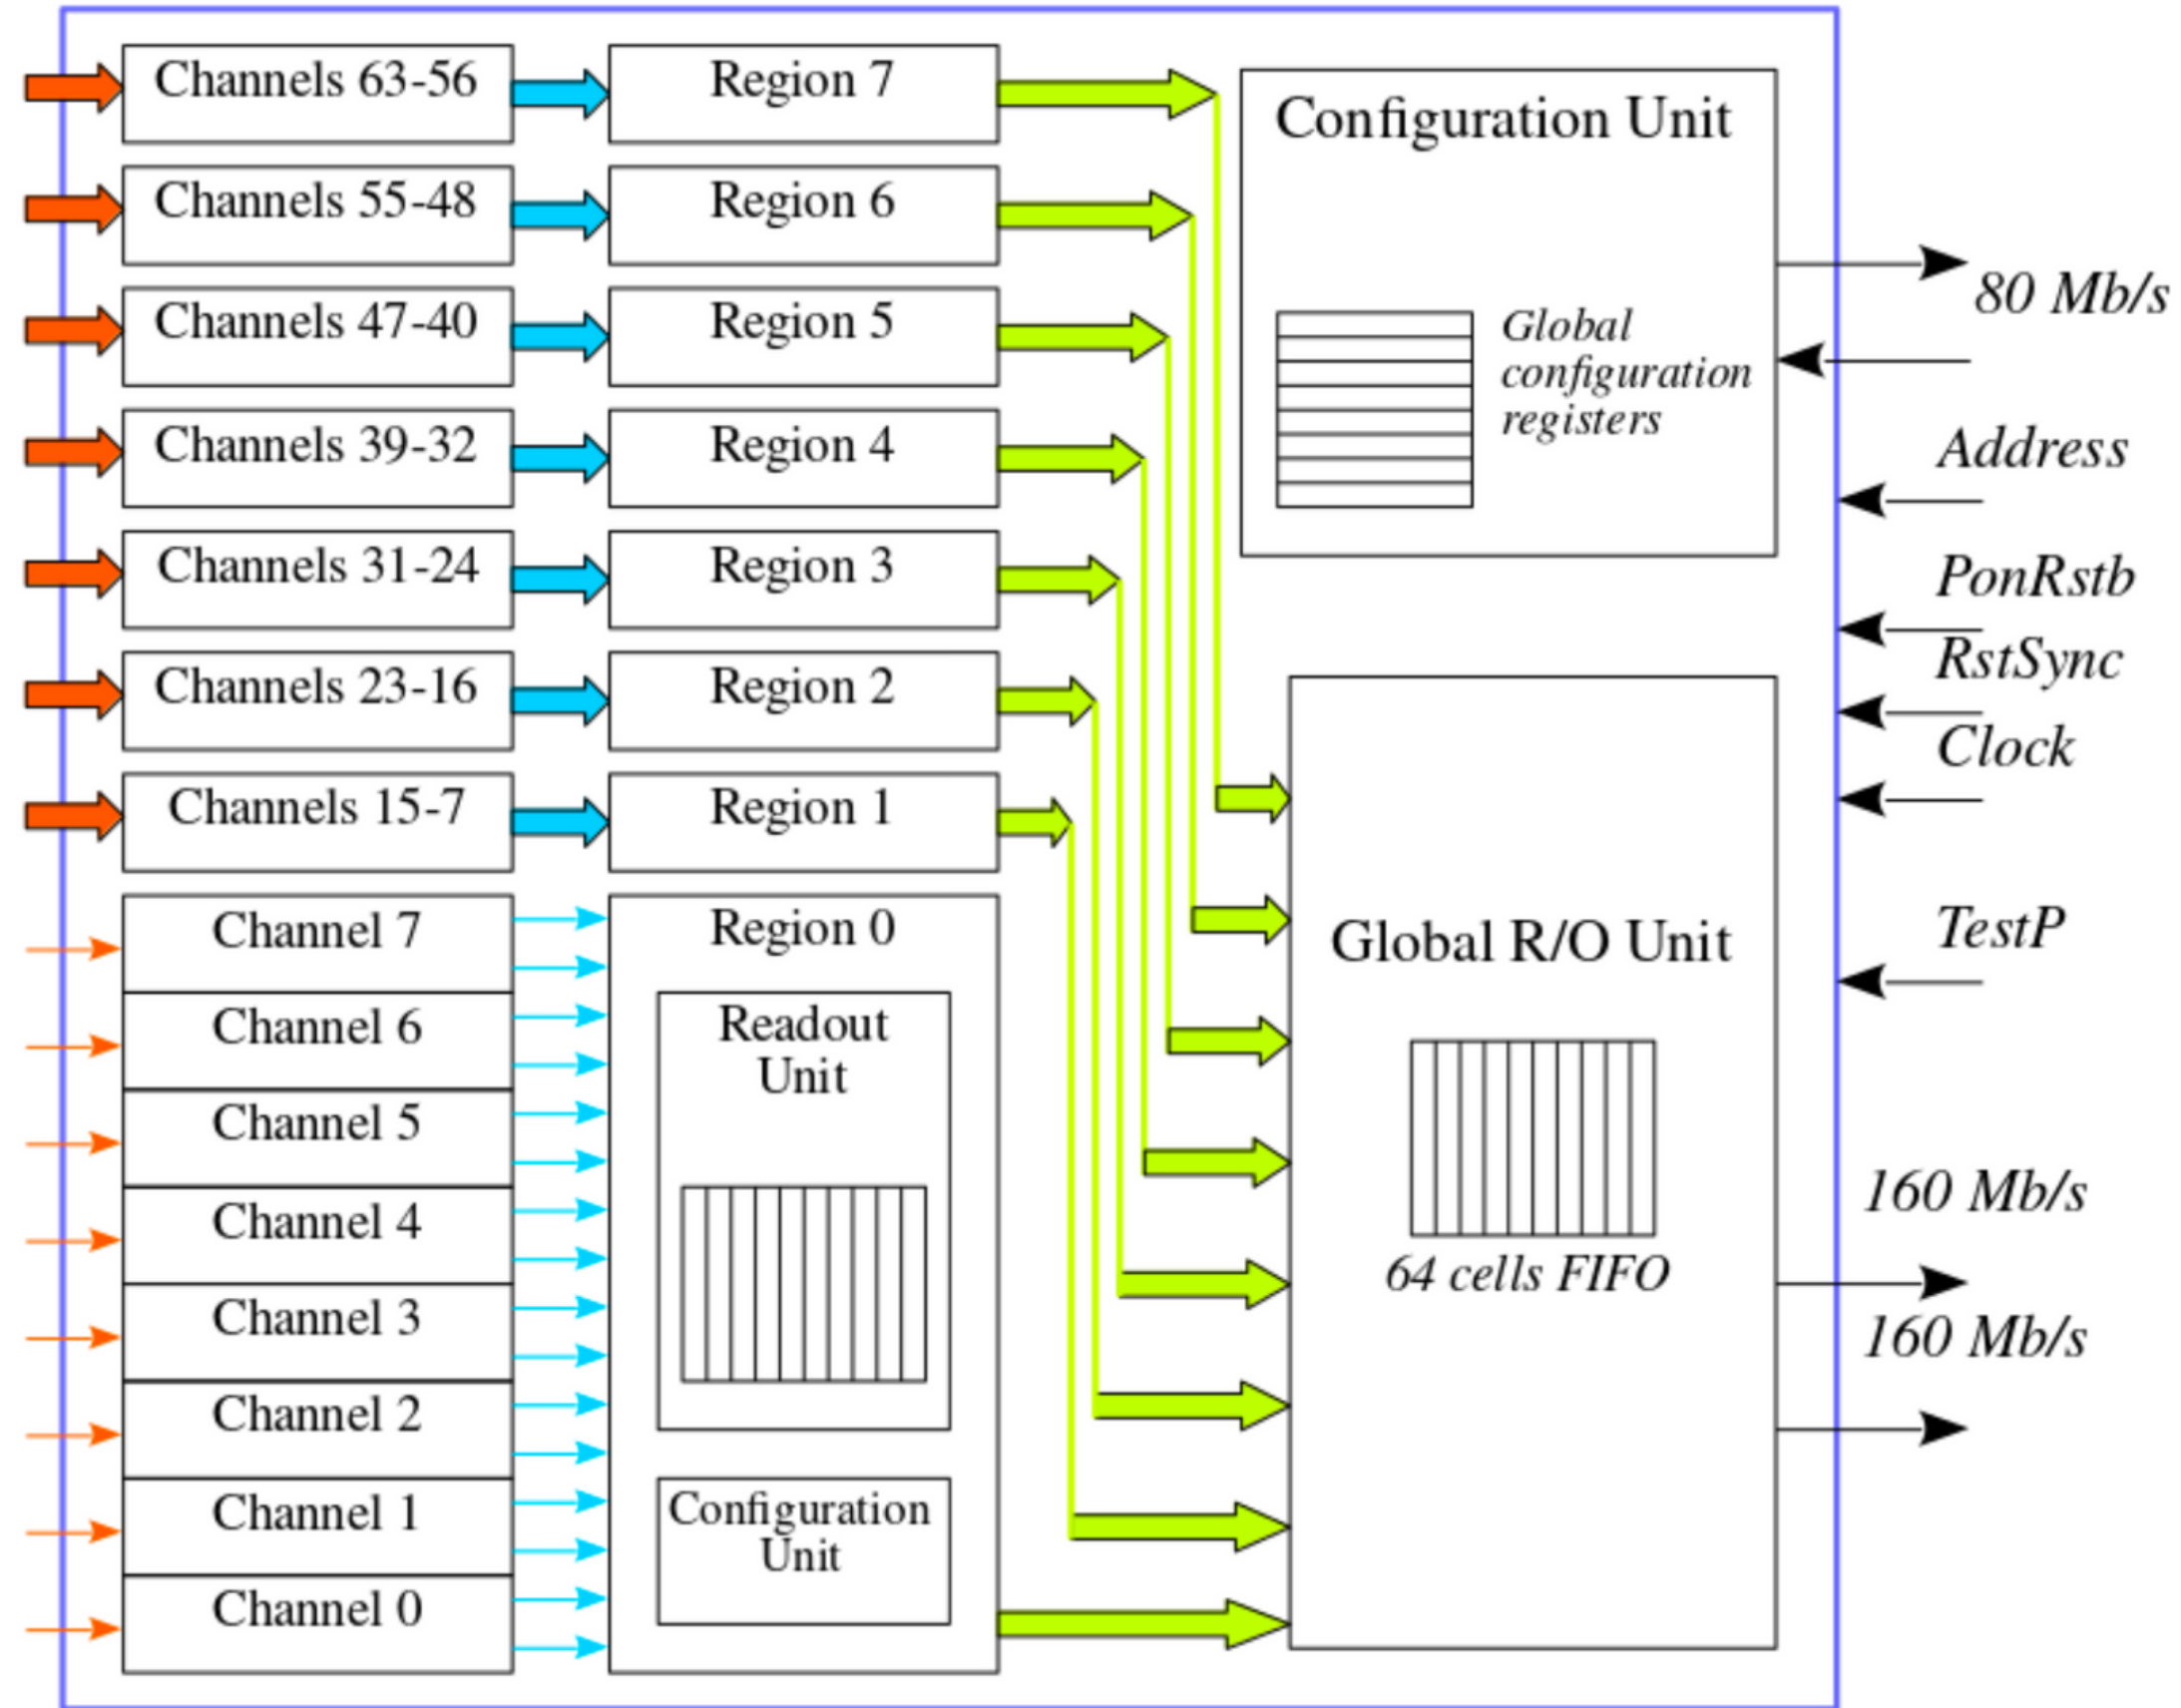 Channels 63-56
Region 7
Channels 55-48
Region 6
Channels 47-40
Region 5
Channels 39-32
Region 4
Channels 31-24
Region 3
Channels 23-16
Region 2
Channels 15-7
Region 1
Channel 7
Channel 6
Channel 5
Channel 4
Channel 3
Channel 2
Channel 1
Channel 0
Region 0
Readout
Unit
Configuration
Unit
Configuration Unit
Global
configuration
registers
Global R/O Unit
64 cells FIFO
80 Mb/s
Address
PonRstb
RstSync
Clock
TestP
160 Mb/s
160 Mb/s